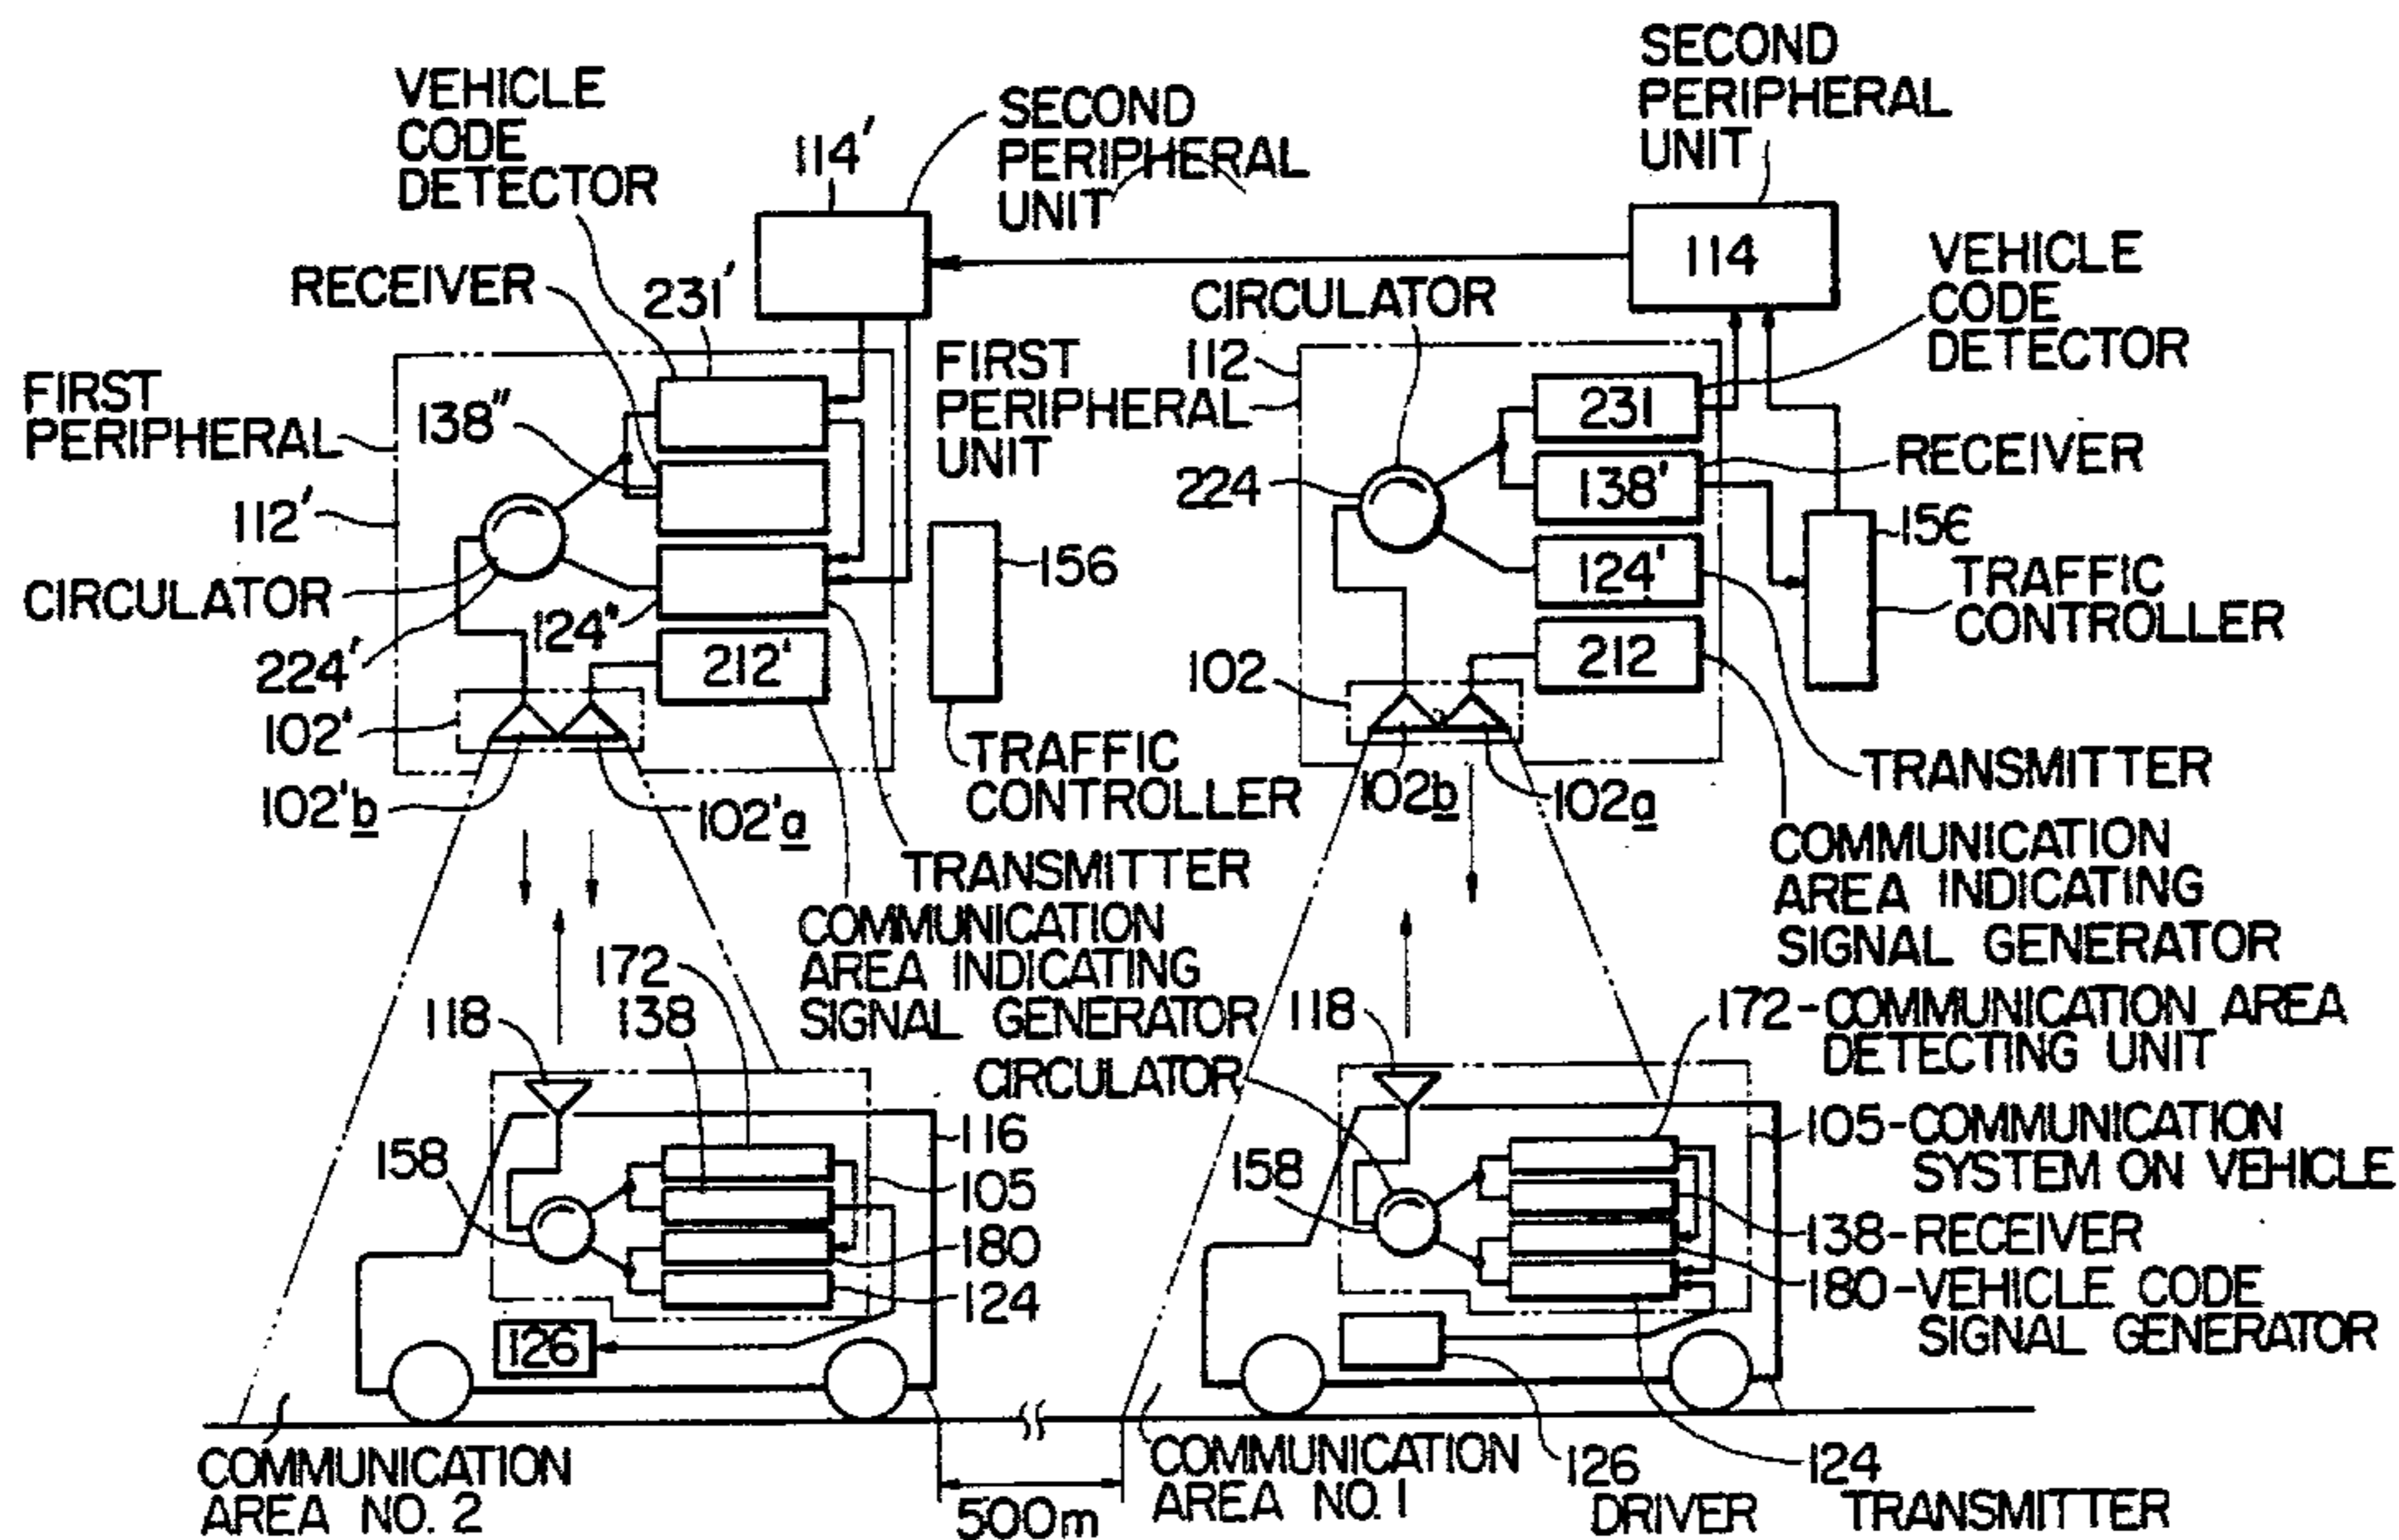 VEHICLE
CODE
DETECTOR
114'
SECOND
PERIPHERAL
UNIT
SECOND
PERIPHERAL
UNIT
114
VEHICLE
CODE
DETECTOR
RECEIVER
231'
CIRCULATOR
112
FIRST
PERIPHERAL
UNIT
FIRST
PERIPHERAL
138"
231
RECEIVER
112'
224
138'
156
CIRCULATOR
156
124'
TRAFFIC
CONTROLLER
124"
224'
212'
102
212
102'
TRAFFIC
CONTROLLER
102'b
102'a
102b
102a
TRANSMITTER
TRANSMITTER
COMMUNICATION
AREA INDICATING
SIGNAL GENERATOR
COMMUNICATION
AREA INDICATING
SIGNAL GENERATOR
172
118
138
118
172-COMMUNICATION AREA
DETECTING UNIT
CIRCULATOR
116
105
158
158
105-COMMUNICATION
SYSTEM ON VEHICLE
180
138-RECEIVER
124
180-VEHICLE CODE
SIGNAL GENERATOR
126
COMMUNICATION
AREA NO. 2
500m
COMMUNICATION
AREA NO. 1
126
DRIVER
124
TRANSMITTER